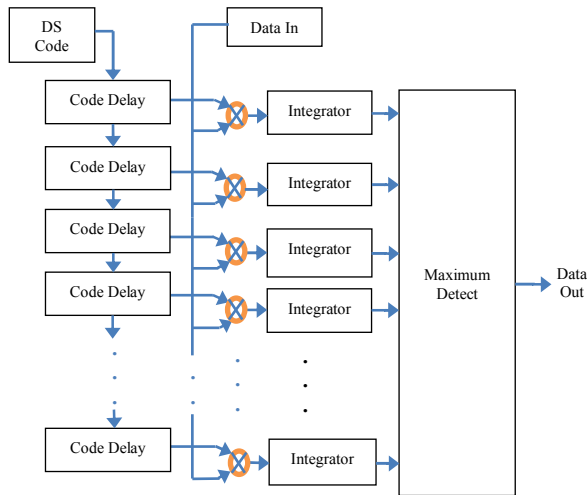 DS
Code
Data In
Code Delay
Integrator
Code Delay
Integrator
Code Delay
Integrator
Code Delay
Integrator
Maximum
Detect
Data
Out
Code Delay
Integrator